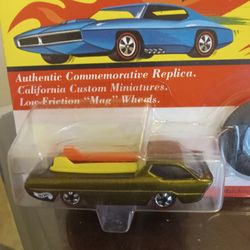 Authentic Commemorative Replica.
California Custom Miniatures.
Low-Friction "Mag" Wheels.